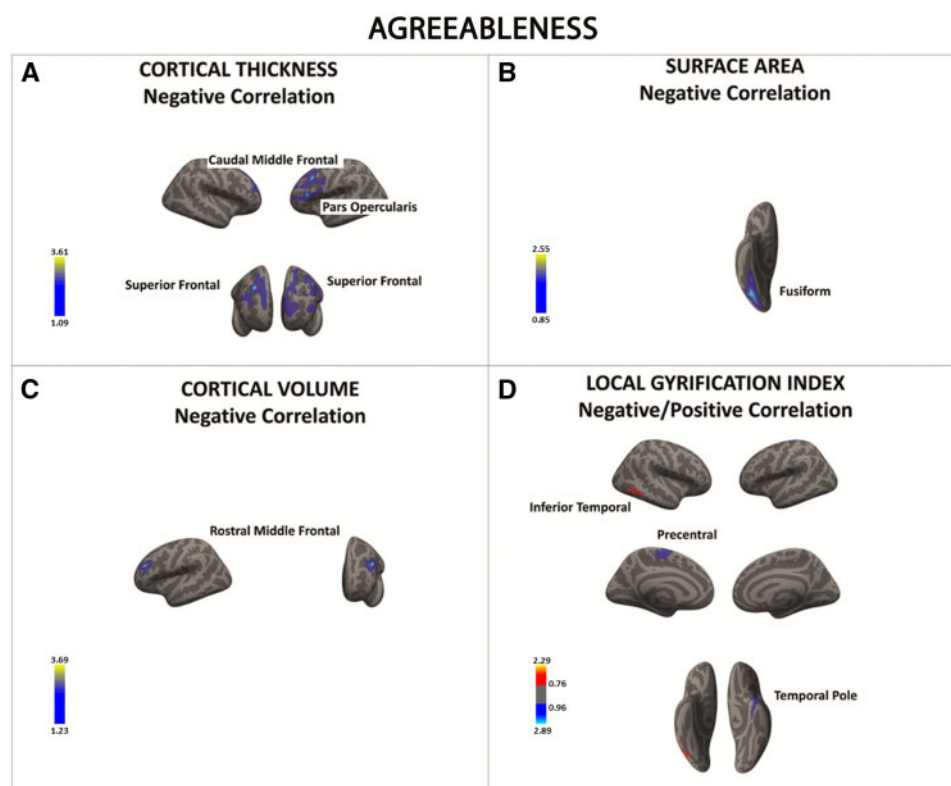 AGREEABLENESS
A
CORTICAL THICKNESS
Negative Correlation
Caudal Middle Frontal
Pars Opercularis
3.61
1.09
Superior Frontal
Superior Frontal
B
SURFACE AREA
Negative Correlation
2.55
0.85
Fusiform
C
CORTICAL VOLUME
Negative Correlation
Rostral Middle Frontal
3.69
1.23
D
LOCAL GYRIFICATION INDEX
Negative/Positive Correlation
Inferior Temporal
Precentral
2.29
0.76
0.96
2.89
Temporal Pole